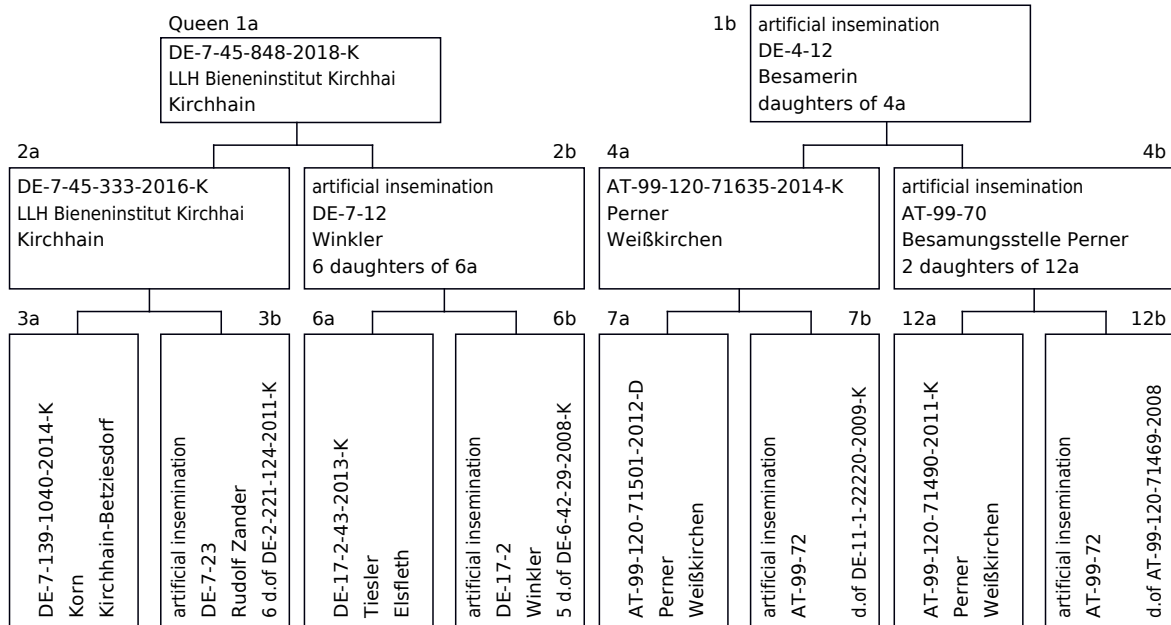 Queen 1a
DE-7-45-848-2018-K
LLH Bieneninstitut Kirchhai
Kirchhain
1b
artificial insemination
DE-4-12
Besamerin
daughters of 4a
2a
DE-7-45-333-2016-K
LLH Bieneninstitut Kirchhai
Kirchhain
2b
artificial insemination
DE-7-12
Winkler
6 daughters of 6a
4a
AT-99-120-71635-2014-K
Perner
Weißkirchen
4b
artificial insemination
AT-99-70
Besamungsstelle Perner
2 daughters of 12a
3a
DE-7-139-1040-2014-K
Korn
Kirchhain-Betziesdorf
3b
artificial insemination
DE-7-23
Rudolf Zander
6 d.of DE-2-221-124-2011-K
6a
DE-17-2-43-2013-K
Tiesler
Elsfleth
6b
artificial insemination
DE-17-2
Winkler
5 d.of DE-6-42-29-2008-K
7a
AT-99-120-71501-2012-D
Perner
Weißkirchen
7b
artificial insemination
AT-99-72
d.of DE-11-1-22220-2009-K
12a
AT-99-120-71490-2011-K
Perner
Weißkirchen
12b
artificial insemination
AT-99-72
d.of AT-99-120-71469-2008